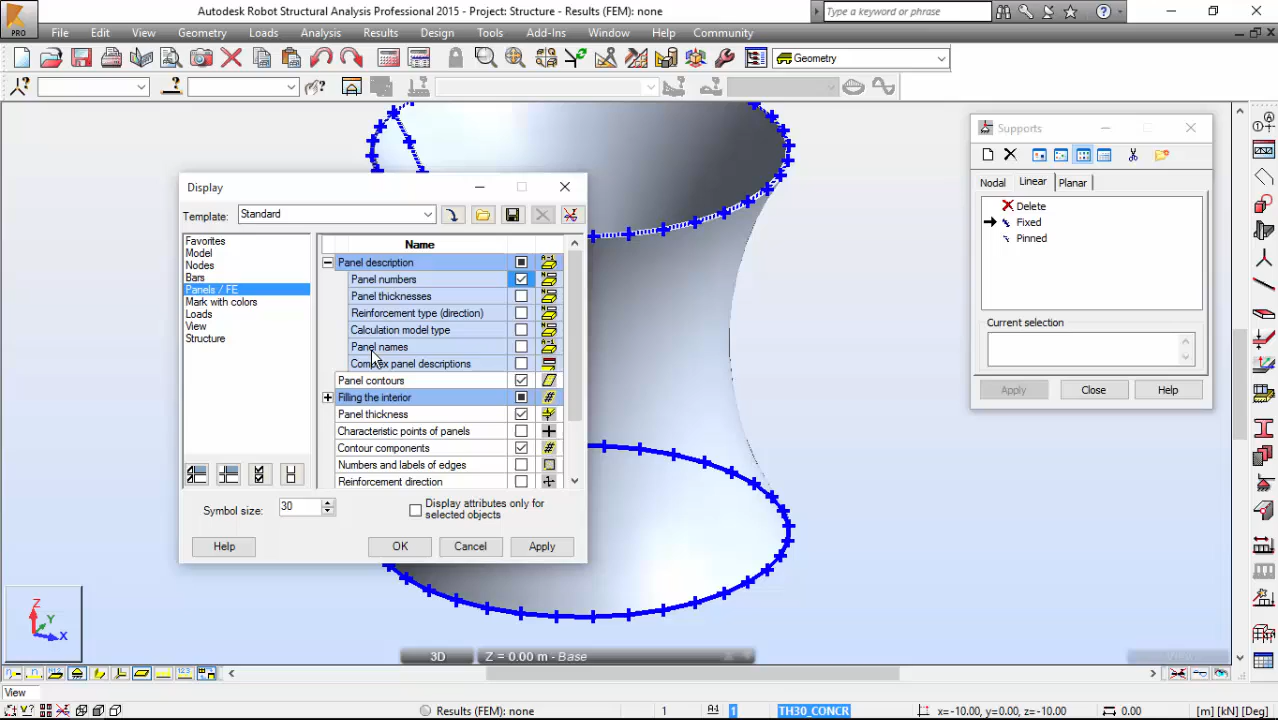 Autodesk Robot Structural Analysis Professional 2015 - Project: Structure - Results (FEM): none
Type a keyword or phrase
PRO
File Edit View Geometry Loads Analysis Results Design Tools Add-Ins Window Help Community
Geometry
Supports
Nodal Linear Planar
Delete
Fixed
Pinned
Current selection
Apply Close Help
Display
Template: Standard
Favorites
Model
Nodes
Bars
Panels / FE
Mark with colors
Loads
View
Structure
Name
Panel description
Panel numbers
Panel thicknesses
Reinforcement type (direction)
Calculation model type
Panel names
Complex panel descriptions
Panel contours
Filling the interior
Panel thickness
Characteristic points of panels
Contour components
Numbers and labels of edges
Reinforcement direction
Symbol size: 30
Display attributes only for
selected objects
Help OK Cancel Apply
Z
Y
X
3D Z = 0.00 m - Base
View
Results (FEM): none 1 1 TH30_CONCR x=-10.00, y=0.00, z=-10.00 0.00 [m] [kN] [Deg]